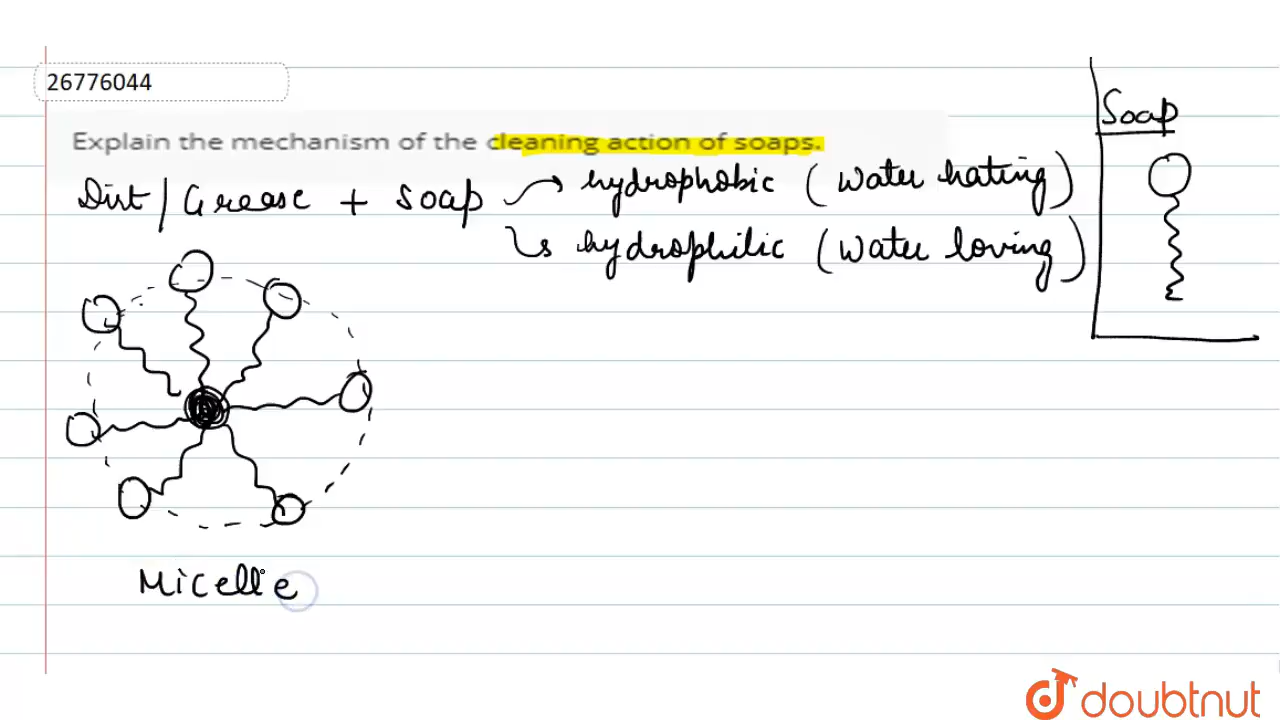 26776044
Soap
Explain the mechanism of the cleaning action of soaps.
Dirt / Grease + Soap → hydrophobic (water hating)
↳ hydrophilic (water loving)
Micellie
doubtnut